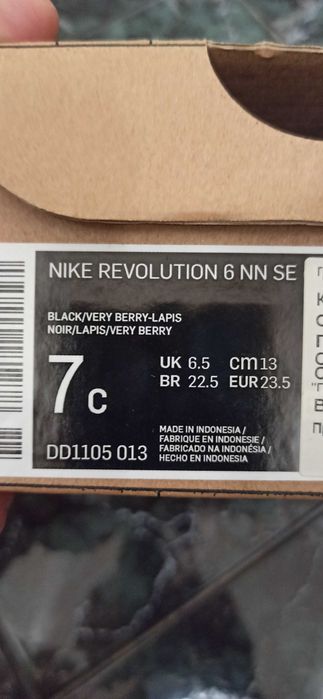 NIKE REVOLUTION 6 NN SE
BLACK/VERY BERRY-LAPIS
NOIR/LAPIS/VERY BERRY
7C
UK 6.5 cm 13
BR 22.5 EUR 23.5
DD1105 013
MADE IN INDONESIA /
FABRIQUE EN INDONESIE /
FABRICADO NA INDONÉSIA /
HECHO EN INDONESIA